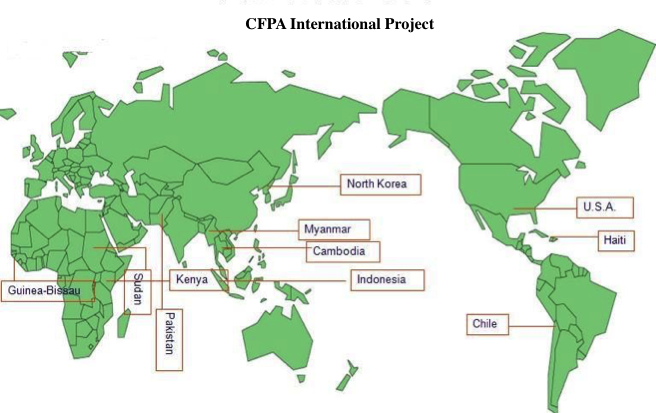 CFPA International Project
North Korea
U.S.A.
Myanmar
Haiti
Cambodia
Guinea-Bissau
Sudan
Kenya
Indonesia
Pakistan
Chile